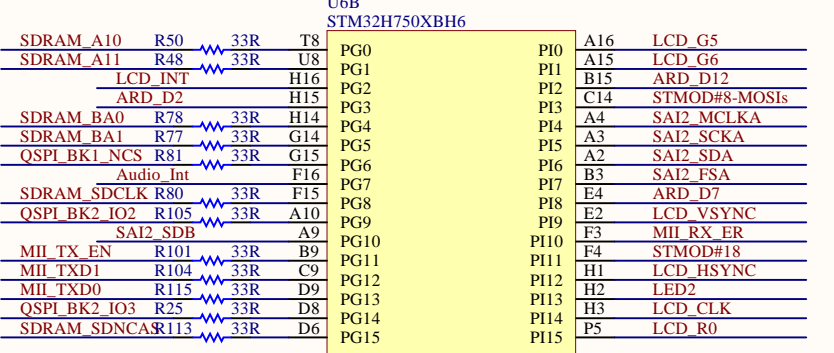 U6B
STM32H750XBH6
SDRAM_A10 R50 33R T8 PG0 PI0 A16 LCD_G5
SDRAM_A11 R48 33R U8 PG1 PI1 A15 LCD_G6
LCD_INT H16 PG2 PI2 B15 ARD_D12
ARD_D2 H15 PG3 PI3 C14 STMOD#8-MOSIs
SDRAM_BA0 R78 33R H14 PG4 PI4 A4 SAI2_MCLKA
SDRAM_BA1 R77 33R G14 PG5 PI5 A3 SAI2_SCKA
QSPI_BK1_NCS R81 33R G15 PG6 PI6 A2 SAI2_SDA
Audio_Int F16 PG7 PI7 B3 SAI2_FSA
SDRAM_SDCLK R80 33R F15 PG8 PI8 E4 ARD_D7
QSPI_BK2_IO2 R105 33R A10 PG9 PI9 E2 LCD_VSYNC
SAI2_SDB A9 PG10 PI10 F3 MII_RX_ER
MII_TX_EN R101 33R B9 PG11 PI11 F4 STMOD#18
MII_TXD1 R104 33R C9 PG12 PI12 H1 LCD_HSYNC
MII_TXD0 R115 33R D9 PG13 PI13 H2 LED2
QSPI_BK2_IO3 R25 33R D8 PG14 PI14 H3 LCD_CLK
SDRAM_SDNCAS R113 33R D6 PG15 PI15 P5 LCD_R0